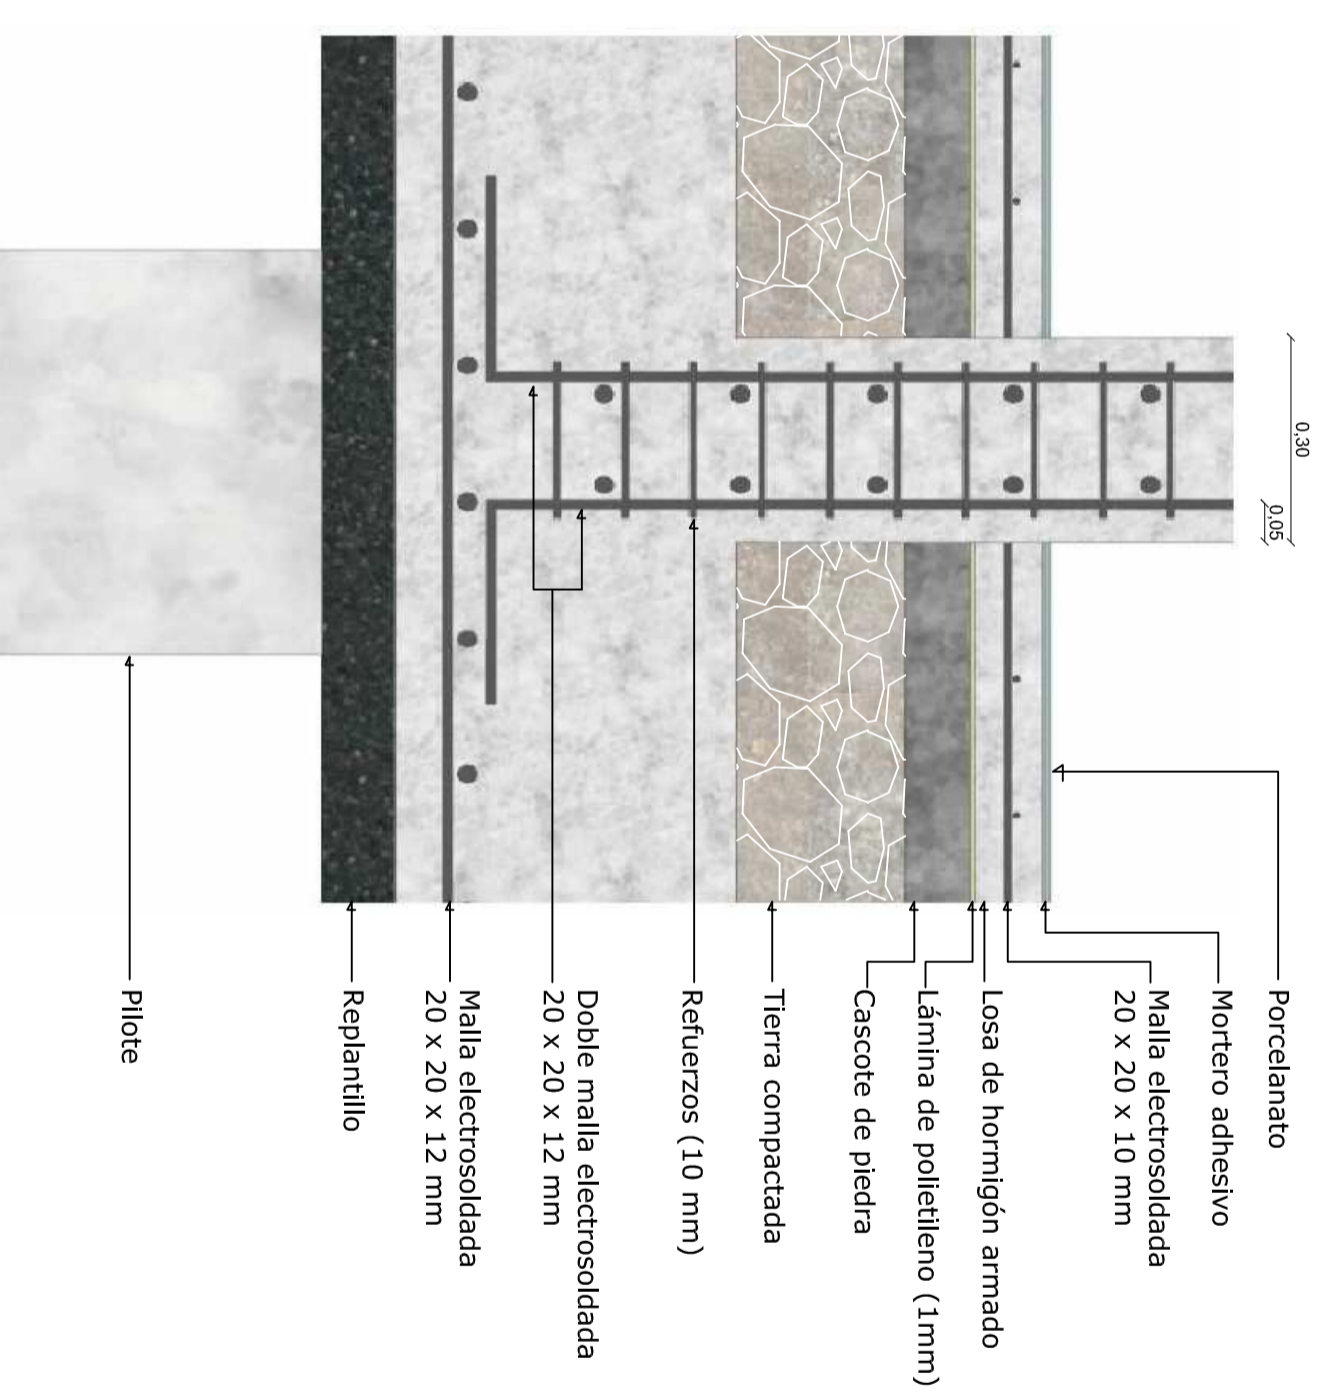 0,30
0,05
Porcelanato
Mortero adhesivo
Malla electrosoldada
20 x 20 x 10 mm
Losa de hormigón armado
Lámina de polietileno (1mm)
Cascote de piedra
Tierra compactada
Refuerzos (10 mm)
Doble malla electrosoldada
20 x 20 x 12 mm
Malla electrosoldada
20 x 20 x 12 mm
Replantillo
Pilote